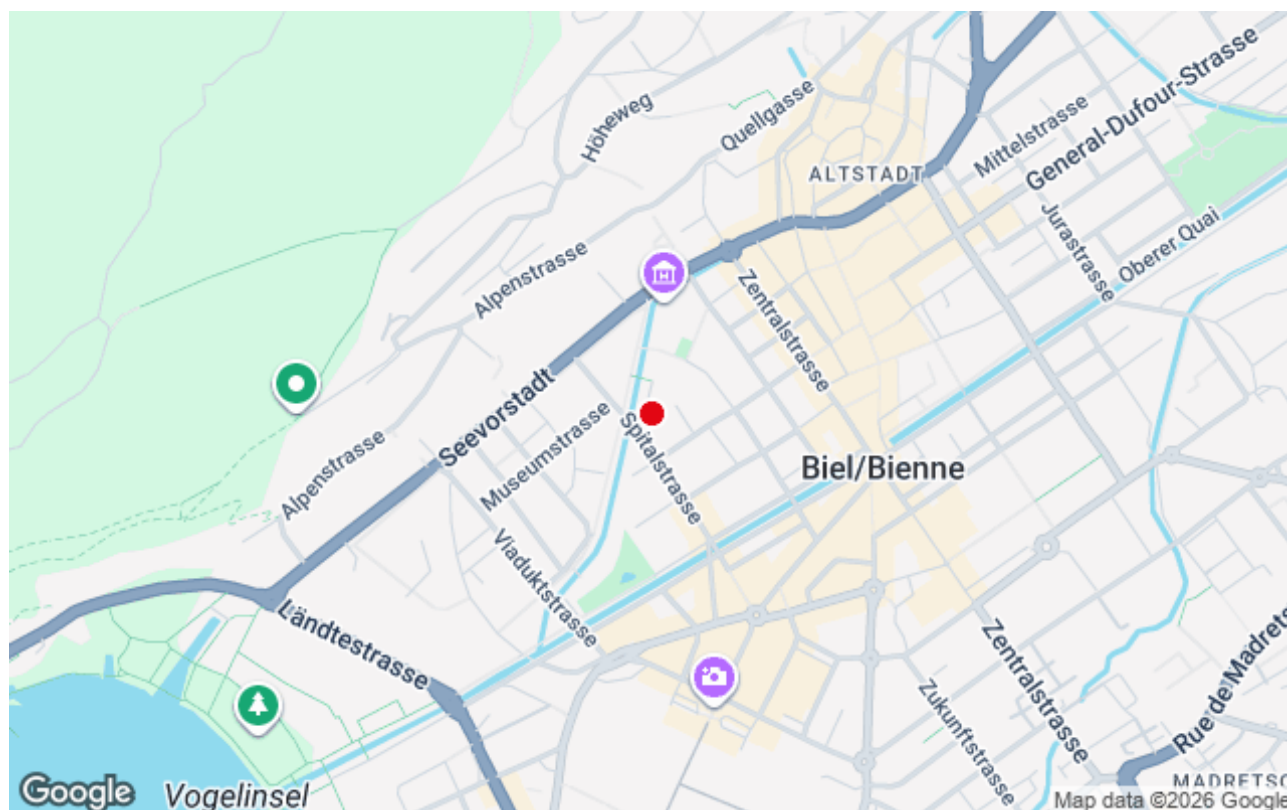 Höheweg
Quellgasse
Mittelstrasse
General-Dufour-Strasse
ALTSTADT
Jurastrasse
Oberer Quai
Alpenstrasse
Zentralstrasse
Seevorstadt
Museumstrasse
Spitalstrasse
Biel/Bienne
Alpenstrasse
Viaduktstrasse
Ländtestrasse
Zentralstrasse
Zukunftstrasse
Rue de Madrets
MADRETSC
Google
Vogelinsel
Map data ©2026 Google
H